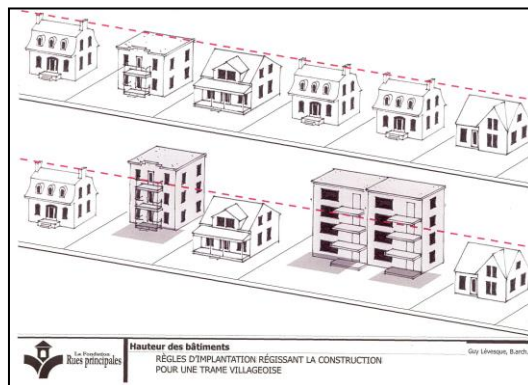 La Fondation
Rues principales
Hauteur des bâtiments
RÈGLES D'IMPLANTATION RÉGISSANT LA CONSTRUCTION
POUR UNE TRAME VILLAGEOISE
Guy Lévesque, B.arch.